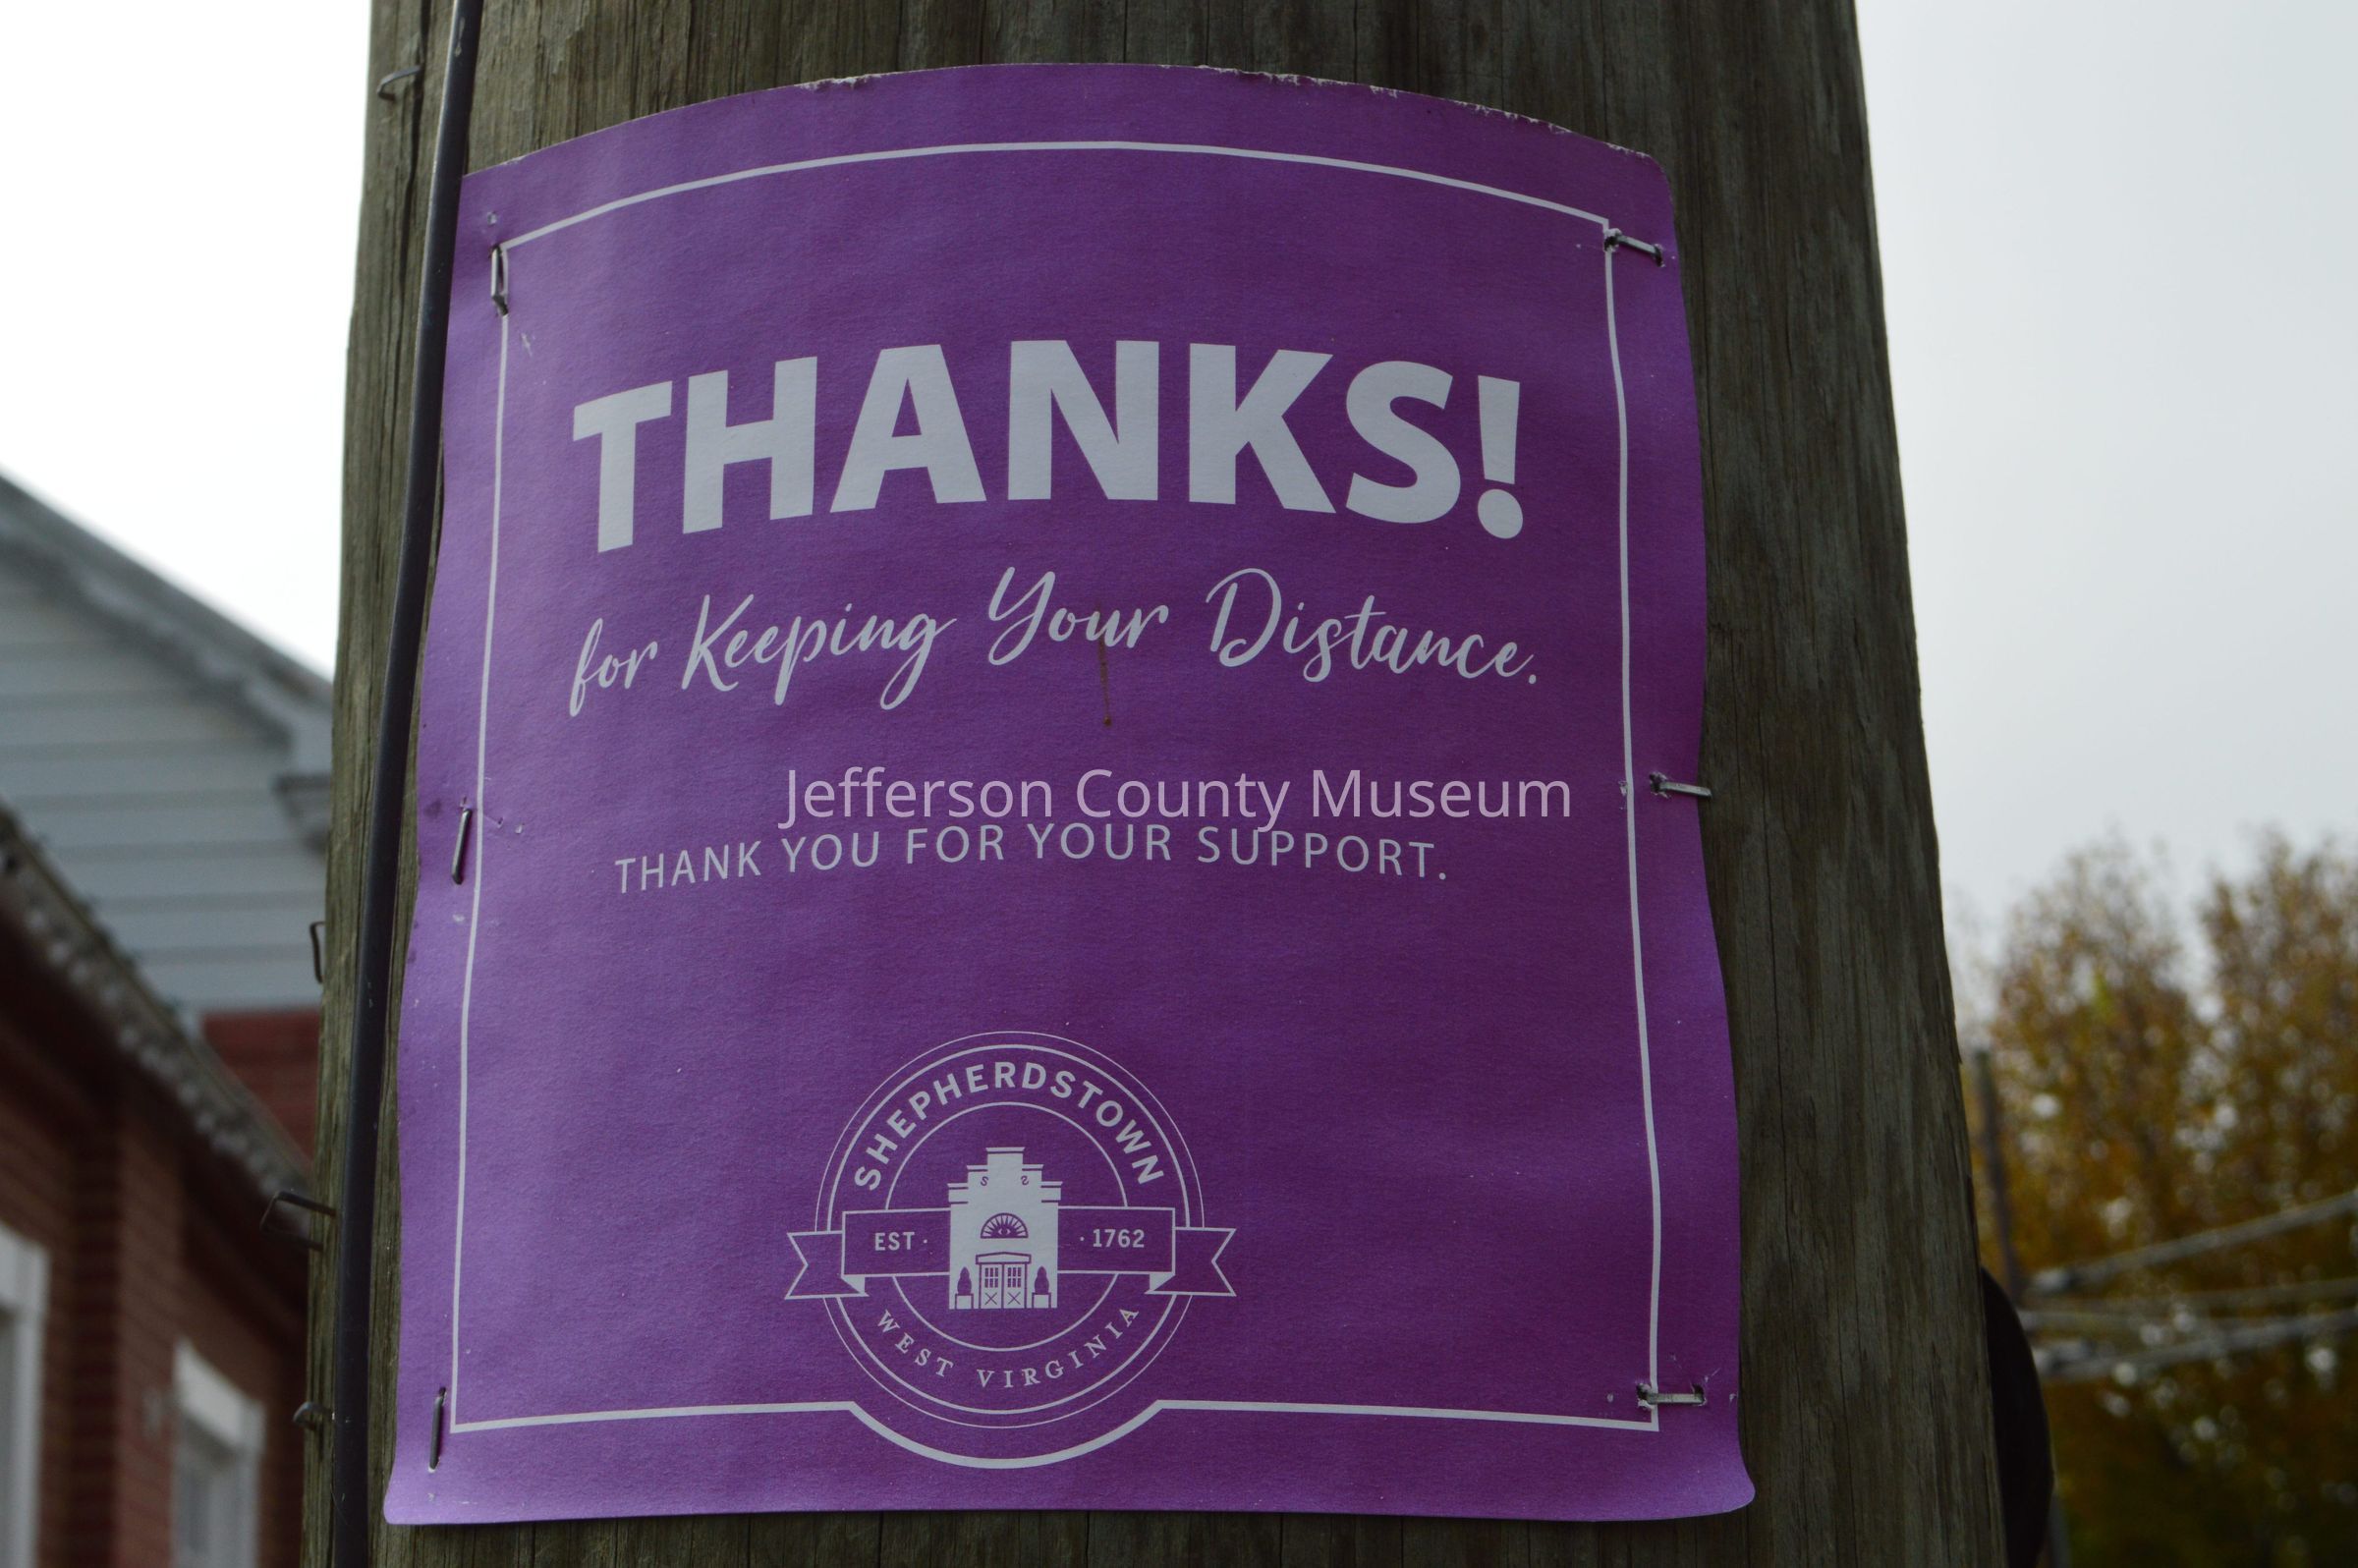 THANKS!
for Keeping Your Distance.
Jefferson County Museum
THANK YOU FOR YOUR SUPPORT.
SHEPHERDSTOWN
S S
EST · · 1762
WEST VIRGINIA